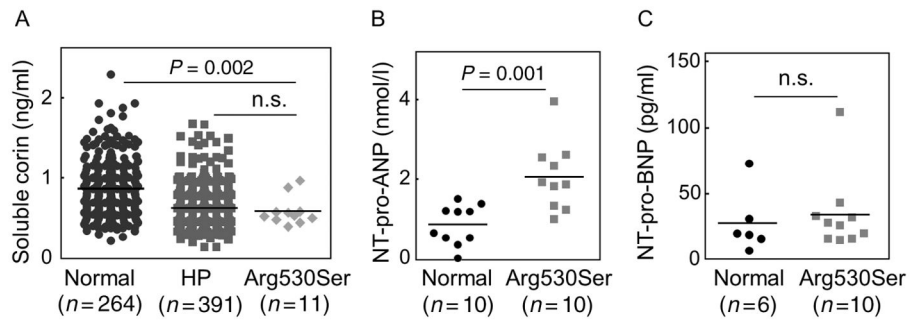 A
Soluble corin (ng/ml)
2
1
0
P = 0.002
n.s.
Normal
(n=264)
HP
(n=391)
Arg530Ser
(n=11)
B
NT-pro-ANP (nmol/l)
4
2
0
P = 0.001
Normal
(n=10)
Arg530Ser
(n=10)
C
NT-pro-BNP (pg/ml)
150
100
50
0
n.s.
Normal
(n=6)
Arg530Ser
(n=10)